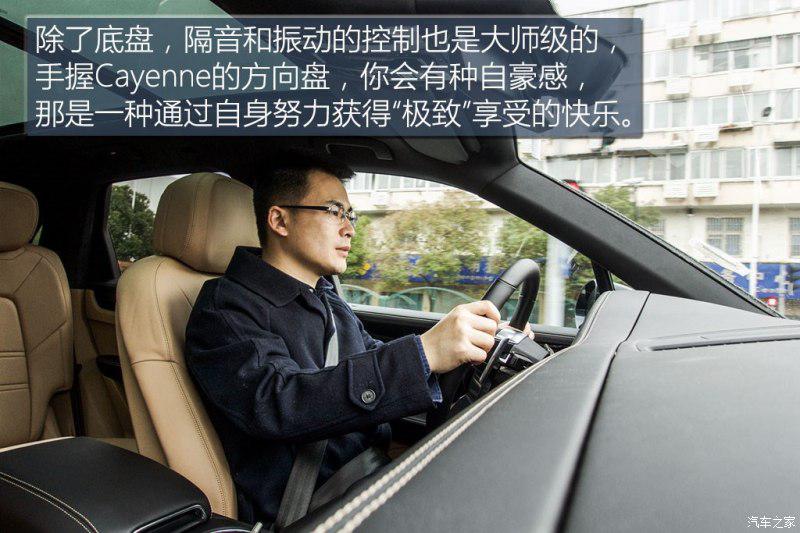 除了底盘，隔音和振动的控制也是大师级的，
手握Cayenne的方向盘，你会有种自豪感，
那是一种通过自身努力获得“极致”享受的快乐。
汽车之家